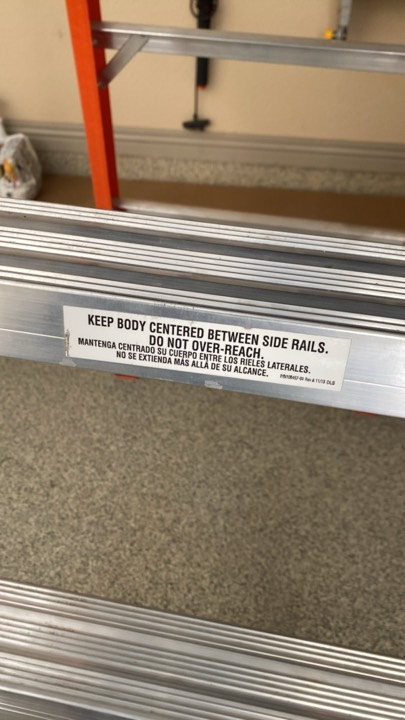 KEEP BODY CENTERED BETWEEN SIDE RAILS.
DO NOT OVER-REACH.
MANTENGA CENTRADO SU CUERPO ENTRE LOS RIELES LATERALES.
NO SE EXTIENDA MÁS ALLÁ DE SU ALCANCE.